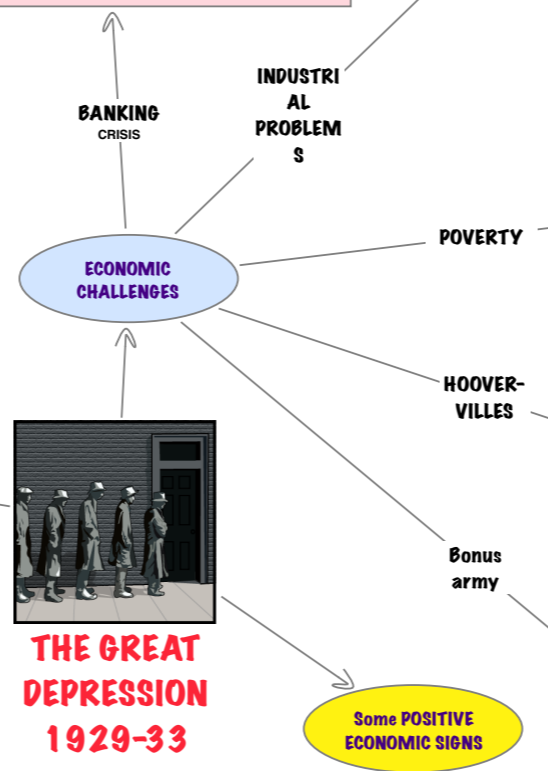 INDUSTRI
AL
PROBLEM
S
BANKING
CRISIS
POVERTY
ECONOMIC
CHALLENGES
HOOVER-
VILLES
Bonus
army
THE GREAT
DEPRESSION
1929-33
Some POSITIVE
ECONOMIC SIGNS